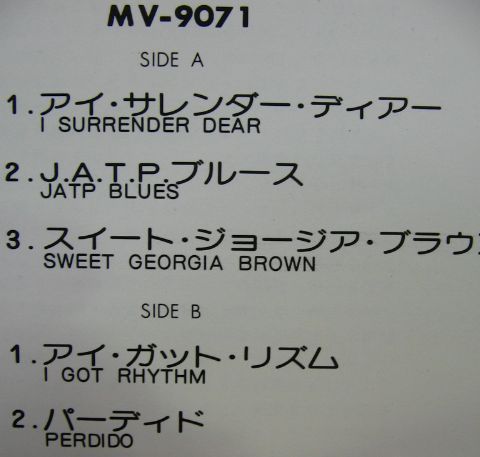 MV-9071
SIDE A
1. アイ・サレンダー・ディアー
I SURRENDER DEAR
2. J.A.T.P.ブルース
JATP BLUES
3. スイート・ジョージア・ブラウン
SWEET GEORGIA BROWN
SIDE B
1. アイ・ガット・リズム
I GOT RHYTHM
2. パーディド
PERDIDO